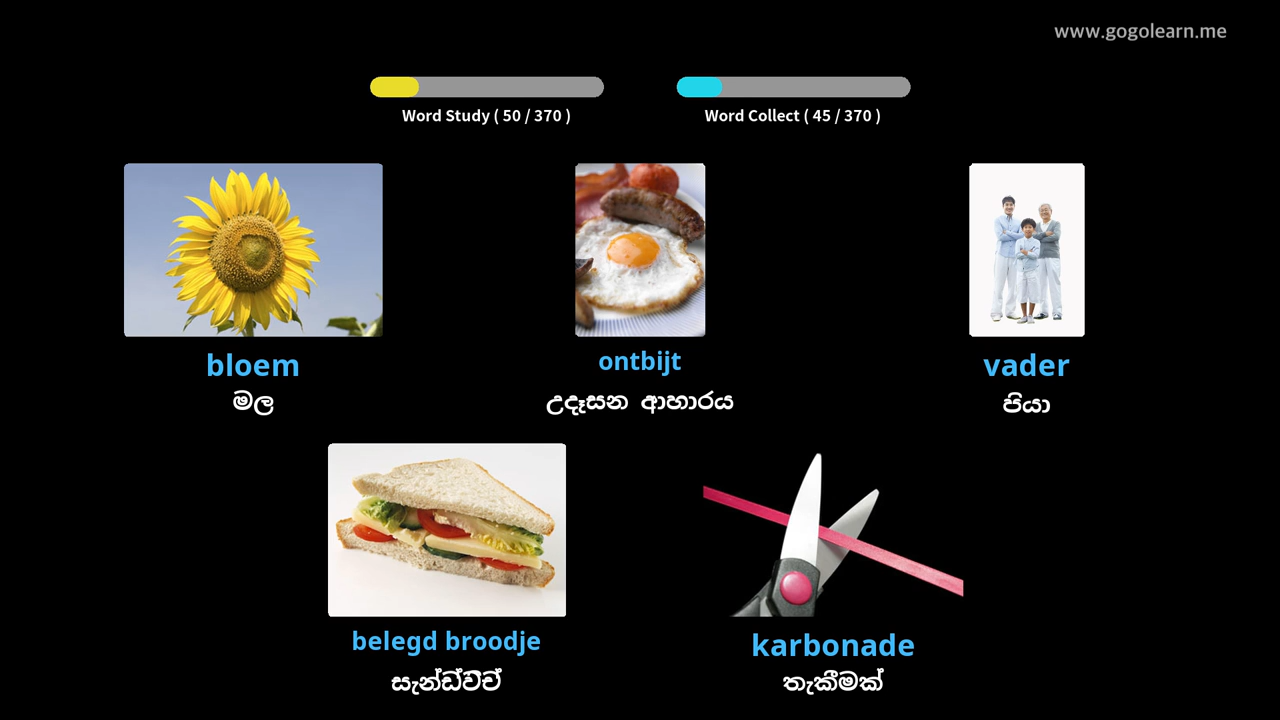 www.gogolearn.me
Word Study ( 50 / 370 )
Word Collect ( 45 / 370 )
bloem
මල
ontbijt
උදෑසන ආහාරය
vader
පියා
belegd broodje
සැන්ඩ්විච්
karbonade
තැකීමක්